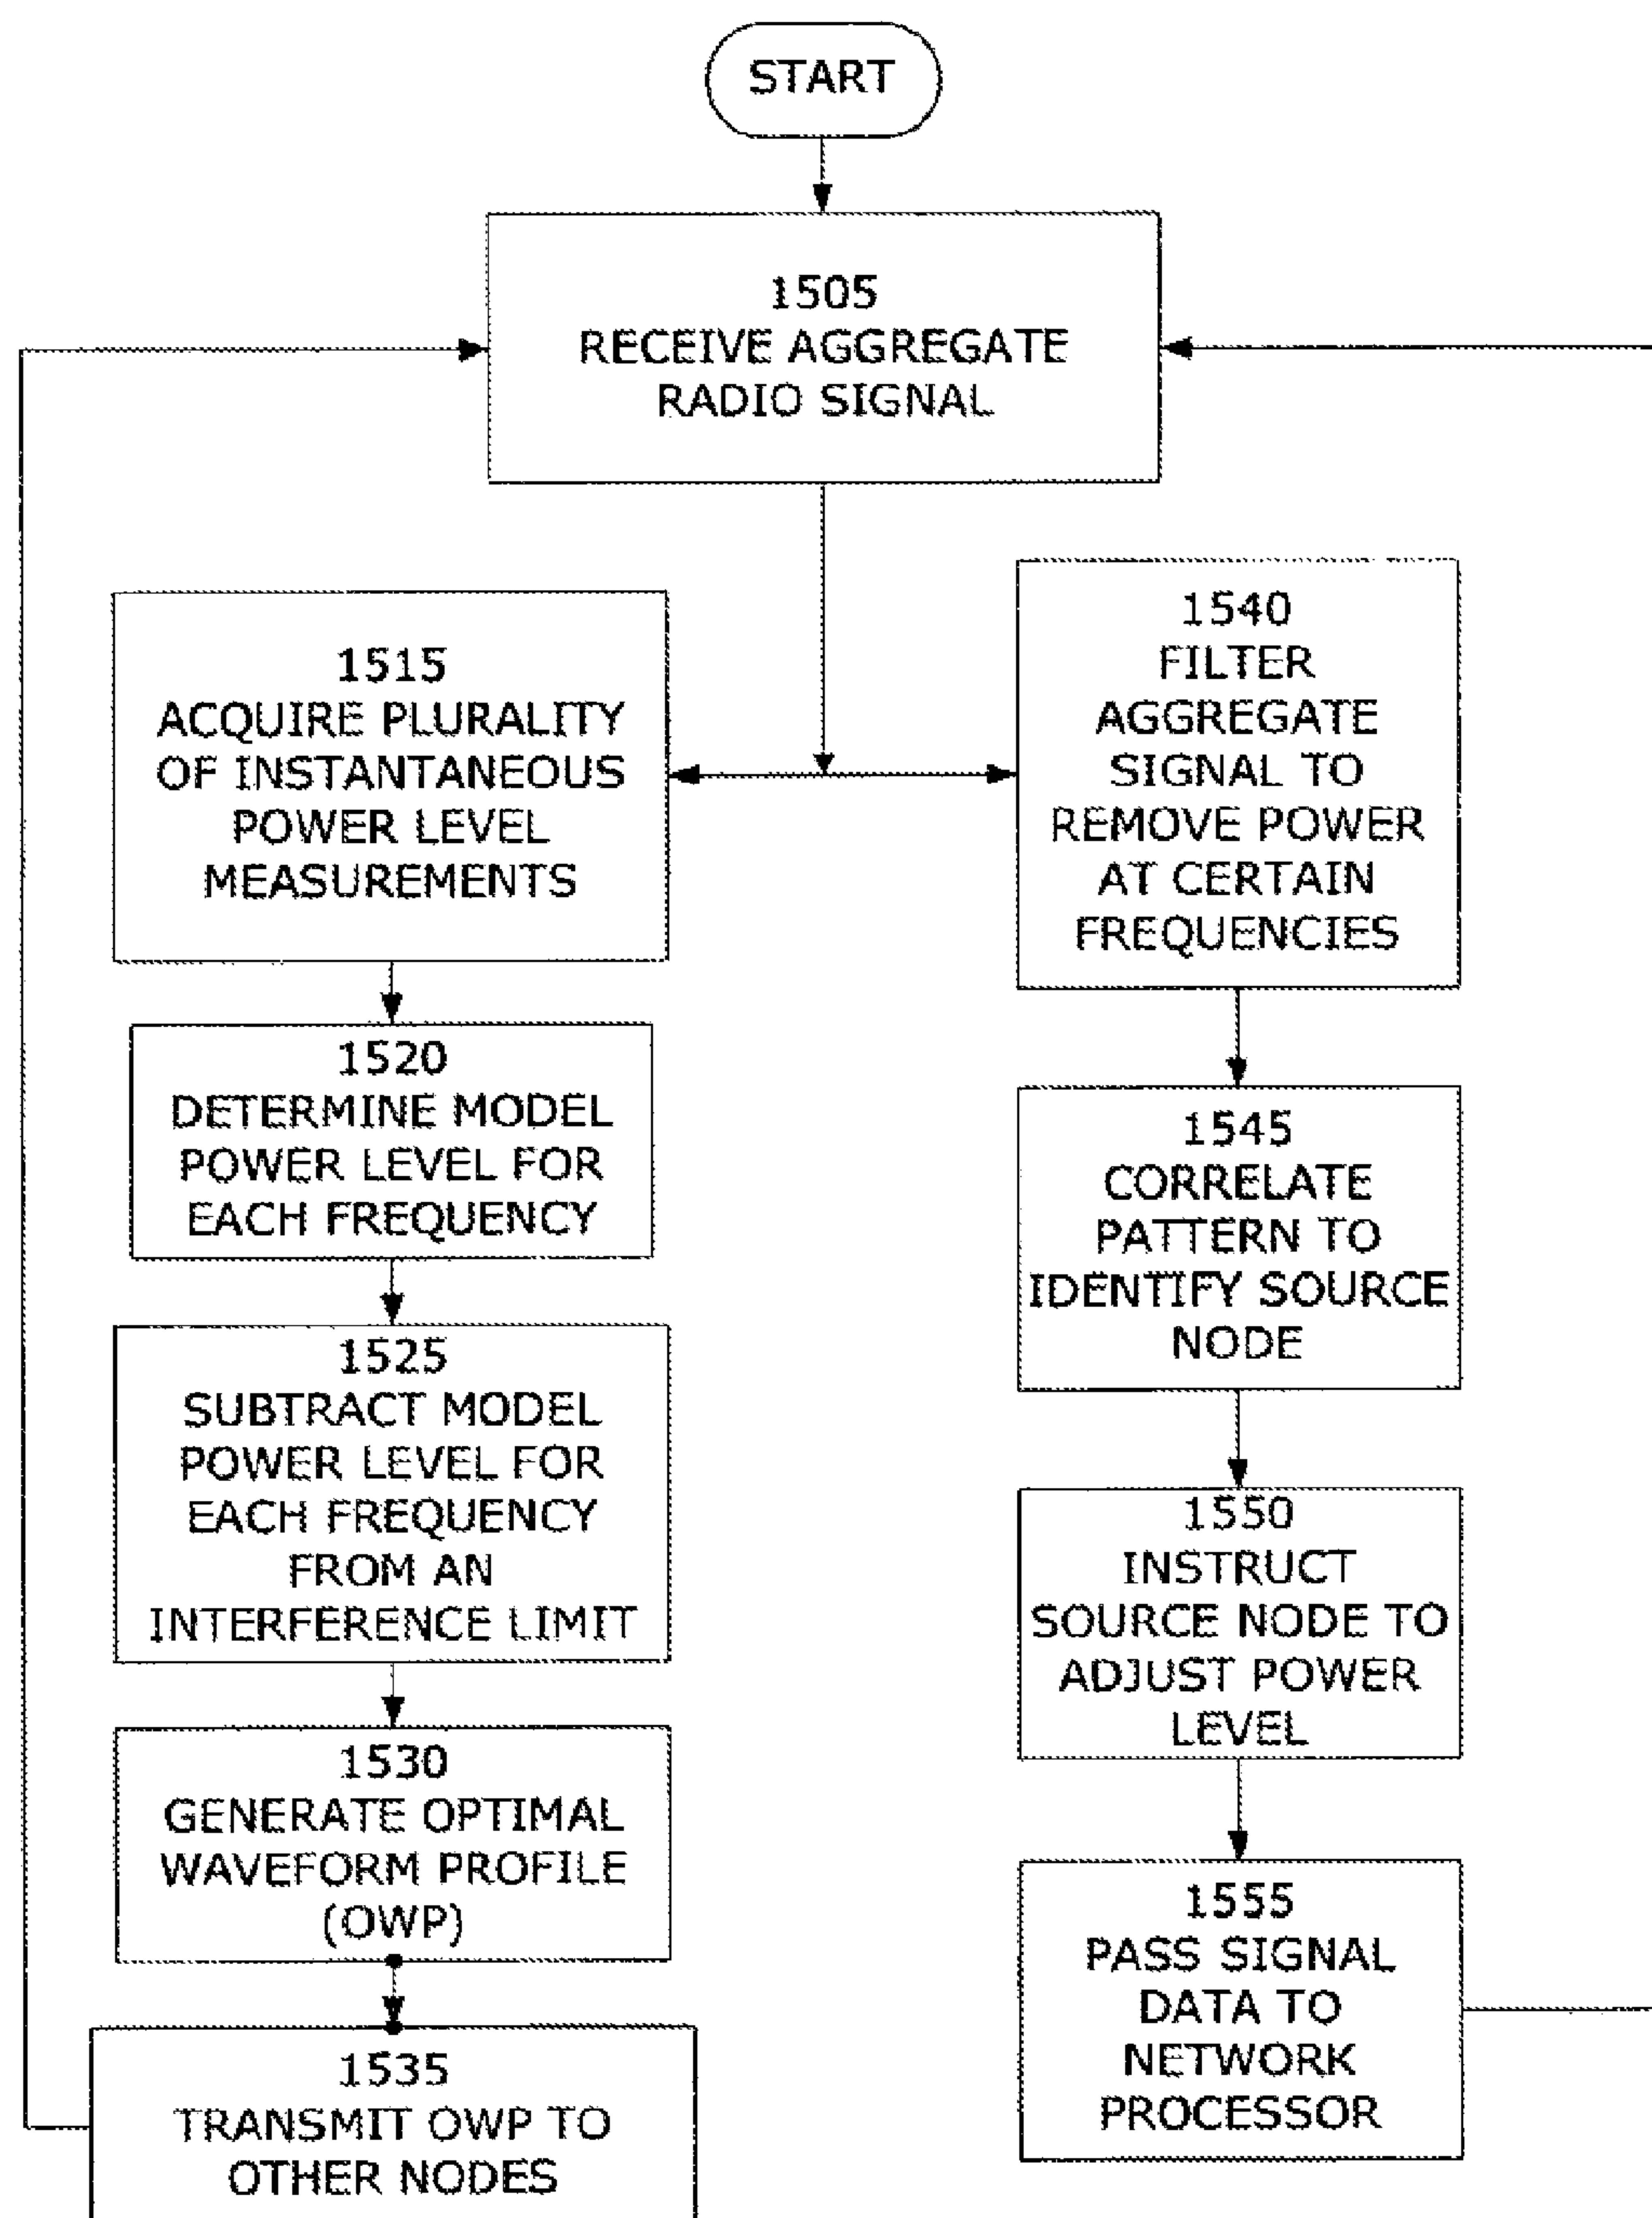 START
1505
RECEIVE AGGREGATE
RADIO SIGNAL
1515
ACQUIRE PLURALITY
OF INSTANTANEOUS
POWER LEVEL
MEASUREMENTS
1520
DETERMINE MODEL
POWER LEVEL FOR
EACH FREQUENCY
1525
SUBTRACT MODEL
POWER LEVEL FOR
EACH FREQUENCY
FROM AN
INTERFERENCE LIMIT
1530
GENERATE OPTIMAL
WAVEFORM PROFILE
(OWP)
1535
TRANSMIT OWP TO
OTHER NODES
1540
FILTER
AGGREGATE
SIGNAL TO
REMOVE POWER
AT CERTAIN
FREQUENCIES
1545
CORRELATE
PATTERN TO
IDENTIFY SOURCE
NODE
1550
INSTRUCT
SOURCE NODE TO
ADJUST POWER
LEVEL
1555
PASS SIGNAL
DATA TO
NETWORK
PROCESSOR